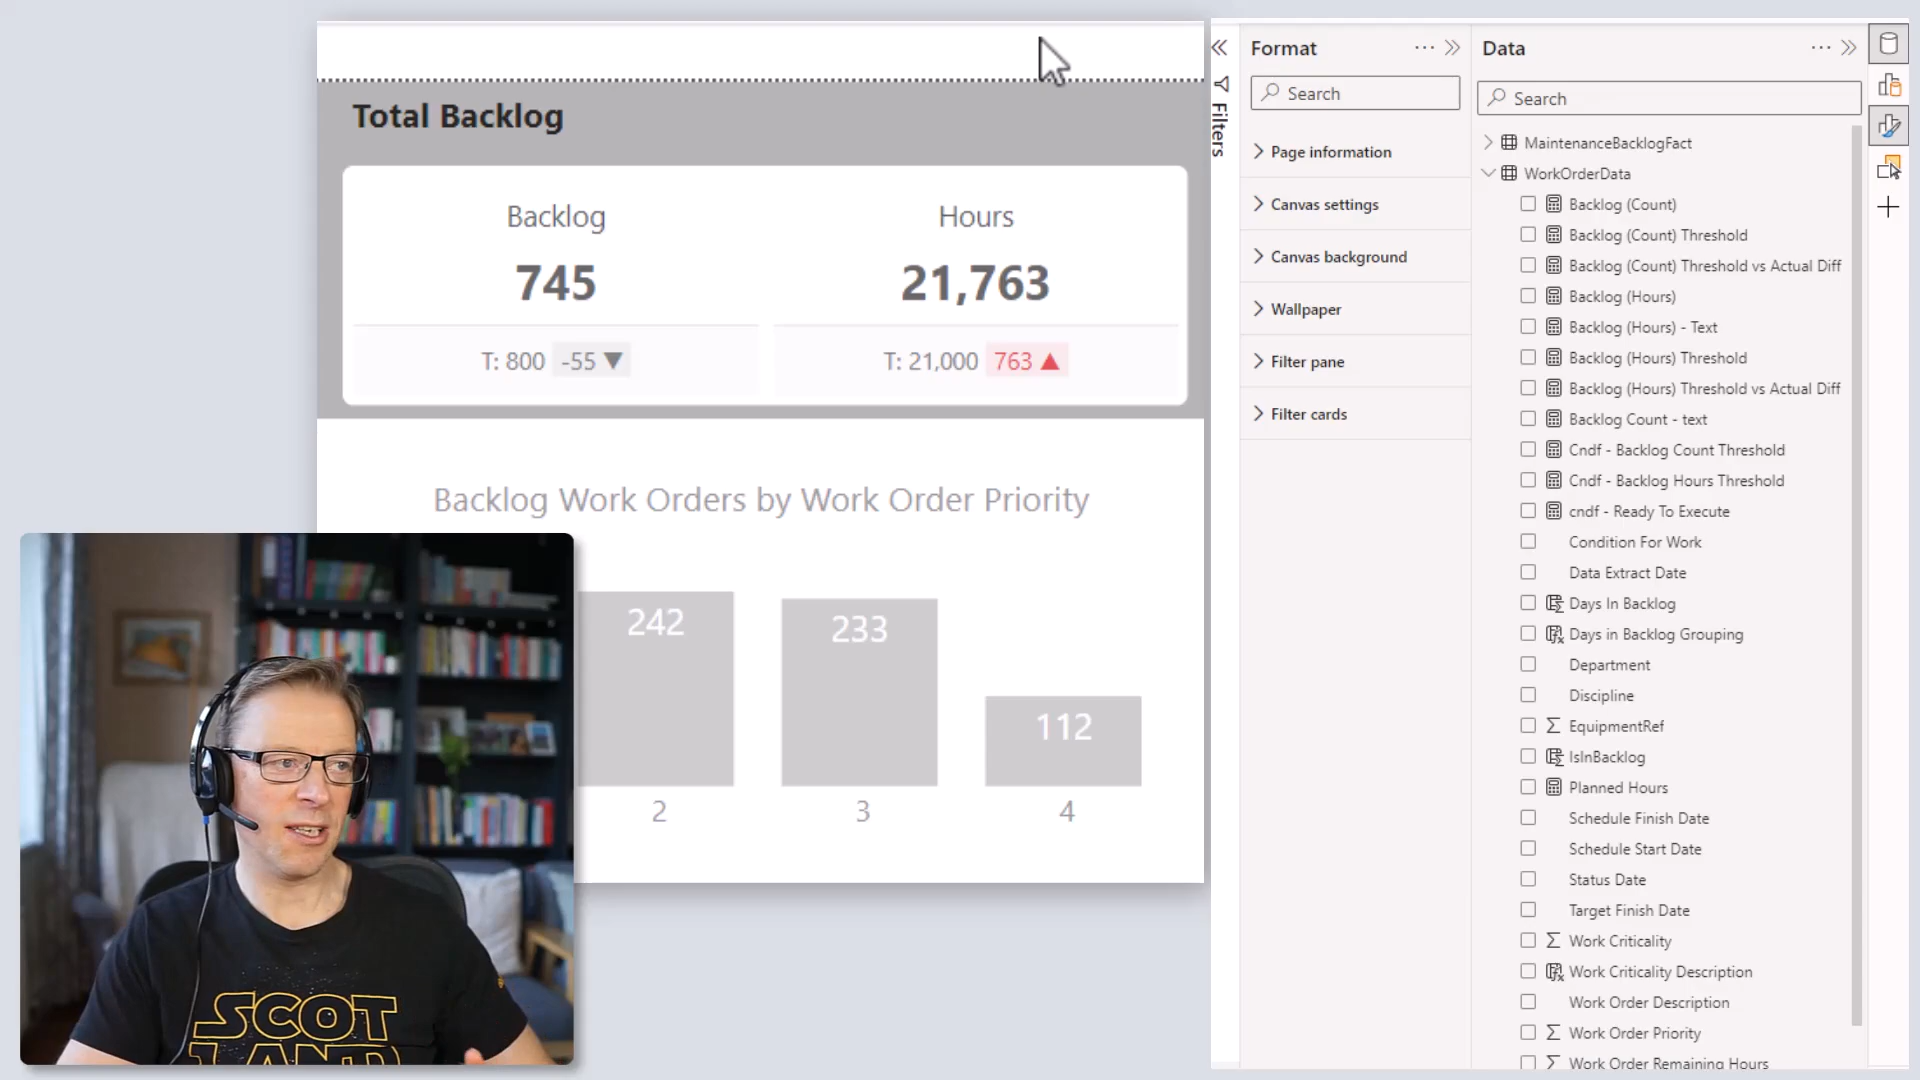 Total Backlog
Backlog
745
T: 800 -55 ▼
Hours
21,763
T: 21,000 763 ▲
Backlog Work Orders by Work Order Priority
242
233
112
2
3
4
SCOT
LAND
Filters
Format
Search
Page information
Canvas settings
Canvas background
Wallpaper
Filter pane
Filter cards
Data
Search
MaintenanceBacklogFact
WorkOrderData
Backlog (Count)
Backlog (Count) Threshold
Backlog (Count) Threshold vs Actual Diff
Backlog (Hours)
Backlog (Hours) - Text
Backlog (Hours) Threshold
Backlog (Hours) Threshold vs Actual Diff
Backlog Count - text
Cndf - Backlog Count Threshold
Cndf - Backlog Hours Threshold
cndf - Ready To Execute
Condition For Work
Data Extract Date
Days In Backlog
Days in Backlog Grouping
Department
Discipline
EquipmentRef
IsInBacklog
Planned Hours
Schedule Finish Date
Schedule Start Date
Status Date
Target Finish Date
Work Criticality
Work Criticality Description
Work Order Description
Work Order Priority
Work Order Remaining Hours